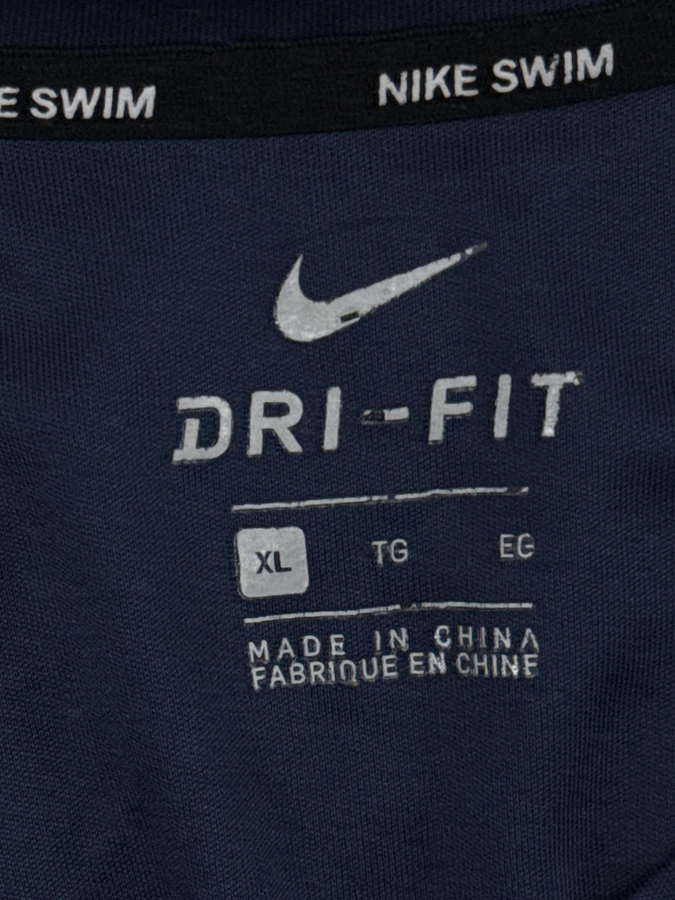 E SWIM NIKE SWIM
DRI-FIT
XL TG EG
MADE IN CHINA
FABRIQUE EN CHINE